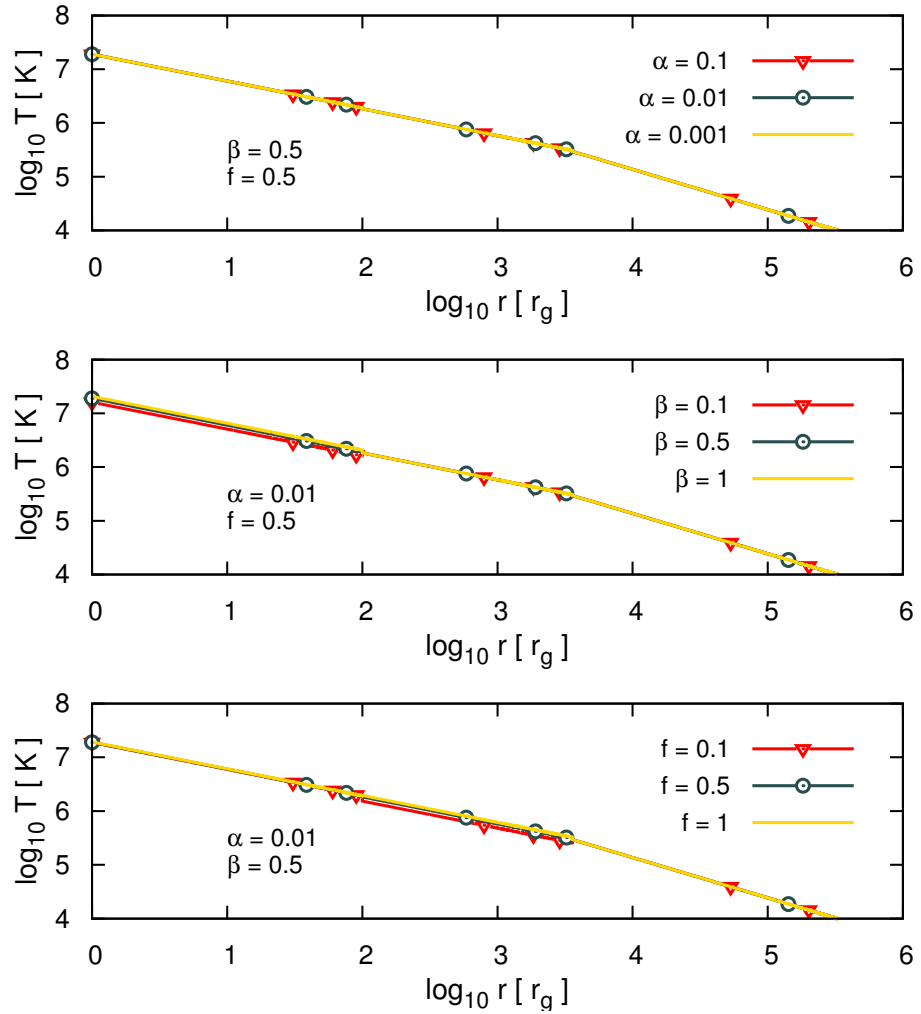 8
7
6
5
4
log10 T [ K ]
α = 0.1
α = 0.01
α = 0.001
β = 0.5
f = 0.5
0 1 2 3 4 5 6
log10 r [ rg ]
8
7
6
5
4
log10 T [ K ]
β = 0.1
β = 0.5
β = 1
α = 0.01
f = 0.5
0 1 2 3 4 5 6
log10 r [ rg ]
8
7
6
5
4
log10 T [ K ]
f = 0.1
f = 0.5
f = 1
α = 0.01
β = 0.5
0 1 2 3 4 5 6
log10 r [ rg ]